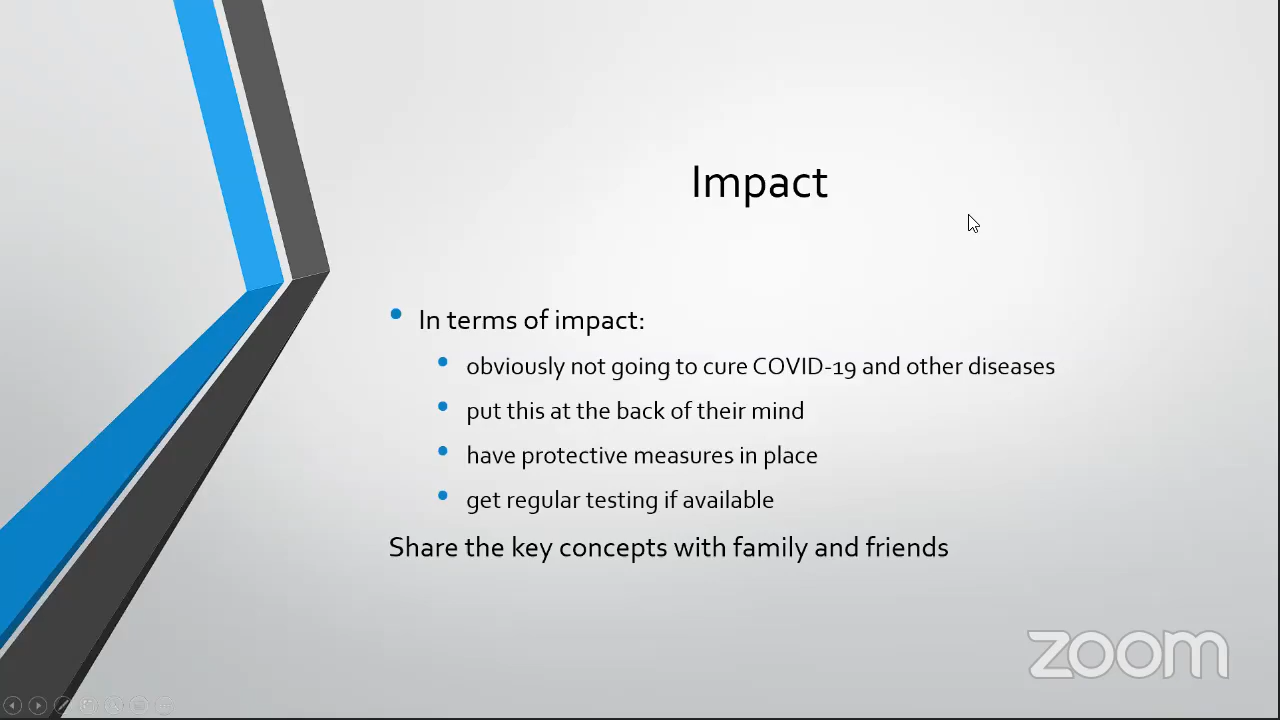 Impact
In terms of impact:
obviously not going to cure COVID-19 and other diseases
put this at the back of their mind
have protective measures in place
get regular testing if available
Share the key concepts with family and friends
zoom